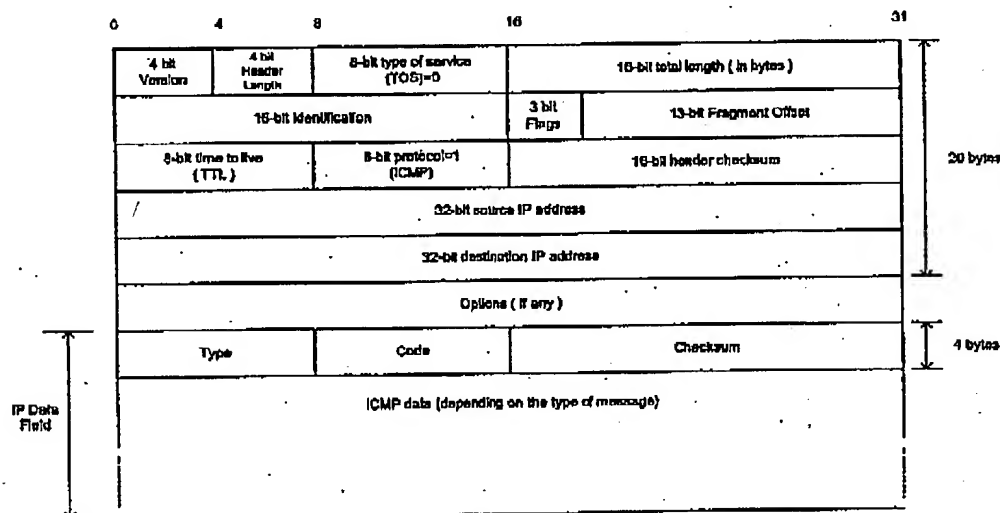 0 4 8 16 31
4 bit
Version
4 bit
Header
Length
8-bit type of service
(TOS)=0
16-bit total length ( in bytes )
16-bit Identification
3 bit
Flags
13-bit Fragment Offset
8-bit time to live
( TTL )
8-bit protocol=1
(ICMP)
16-bit header checksum
20 bytes
32-bit source IP address
32-bit destination IP address
Options ( if any )
Type
Code
Checksum
4 bytes
IP Data
Field
ICMP data (depending on the type of message)